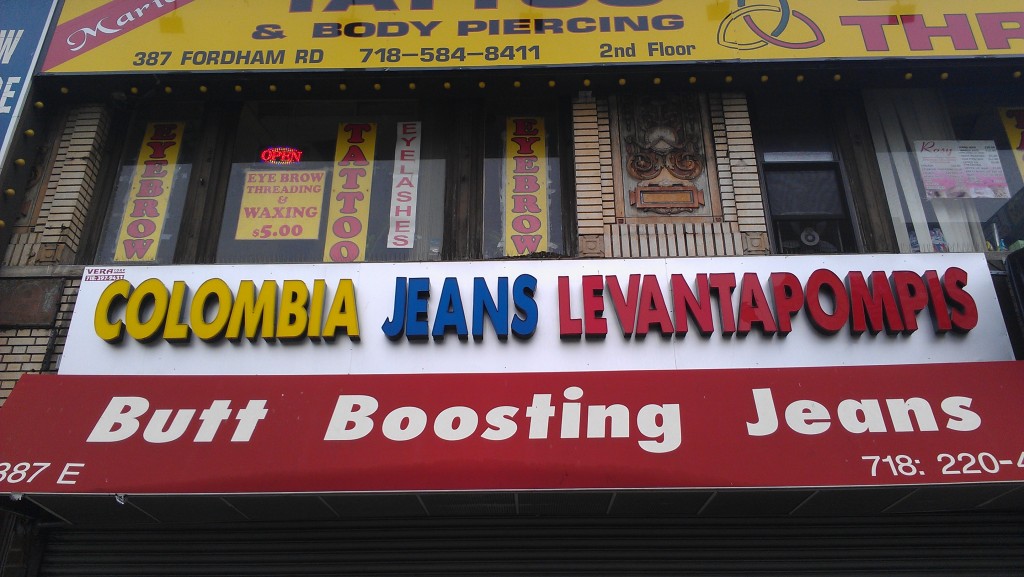 TATTOO
& BODY PIERCING
387 FORDHAM RD 718-584-8411 2nd Floor
EYEBROW
OPEN
EYE BROW
THREADING
&
WAXING
$5.00
TATTOO
EYELASHES
EYEBROW
VERA
COLOMBIA JEANS LEVANTAPOMPIS
Butt Boosting Jeans
387 E
718: 220-